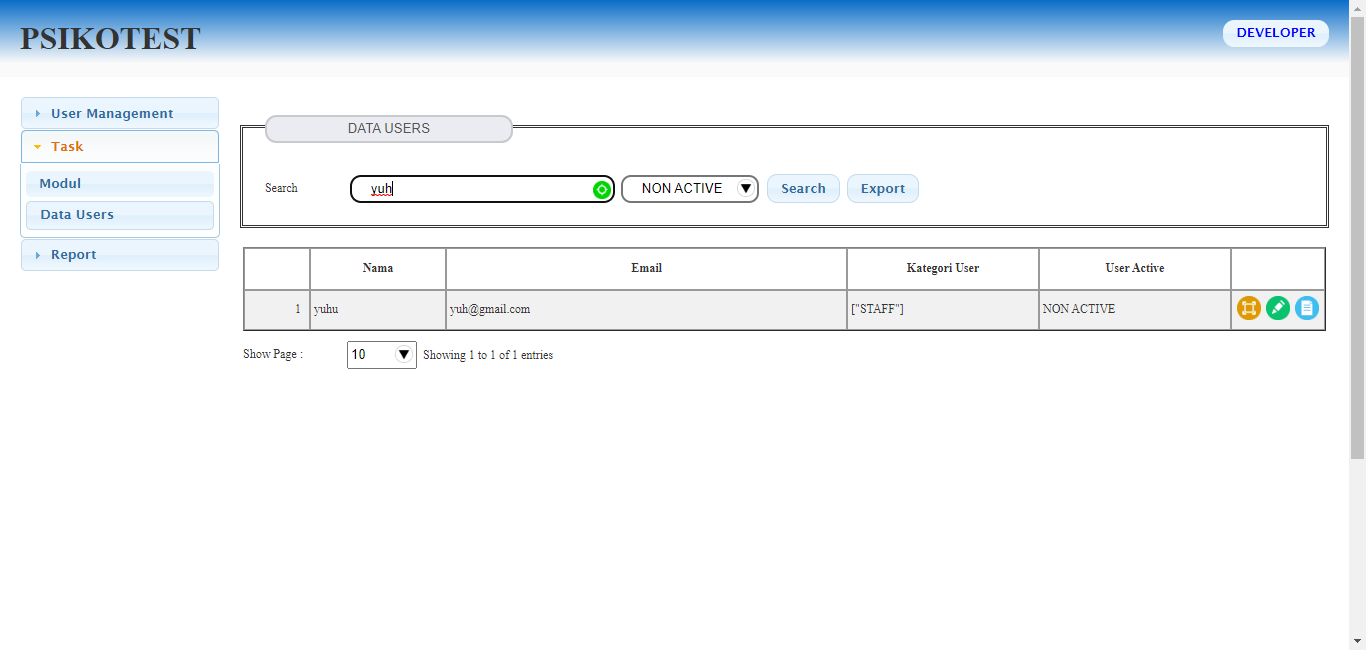 PSIKOTEST
DEVELOPER
User Management
Task
Modul
Data Users
Report
DATA USERS
Search yuh NON ACTIVE Search Export
Nama Email Kategori User User Active
1 yuhu yuh@gmail.com ["STAFF"] NON ACTIVE
Show Page : 10 Showing 1 to 1 of 1 entries